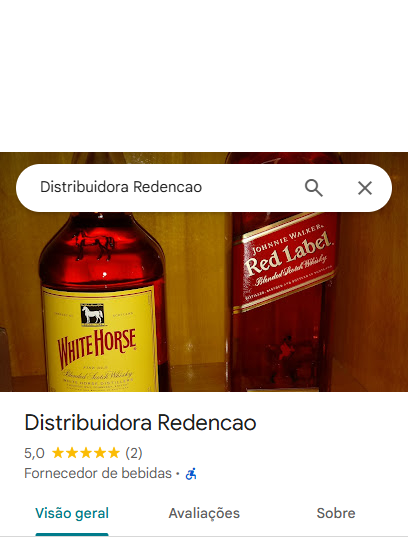 Distribuidora Redencao
WHITE HORSE
Blended Scotch Whisky
JOHNNIE WALKER
Red Label
Blended Scotch Whisky
Distribuidora Redencao
5,0 (2)
Fornecedor de bebidas ·
Visão geral Avaliações Sobre